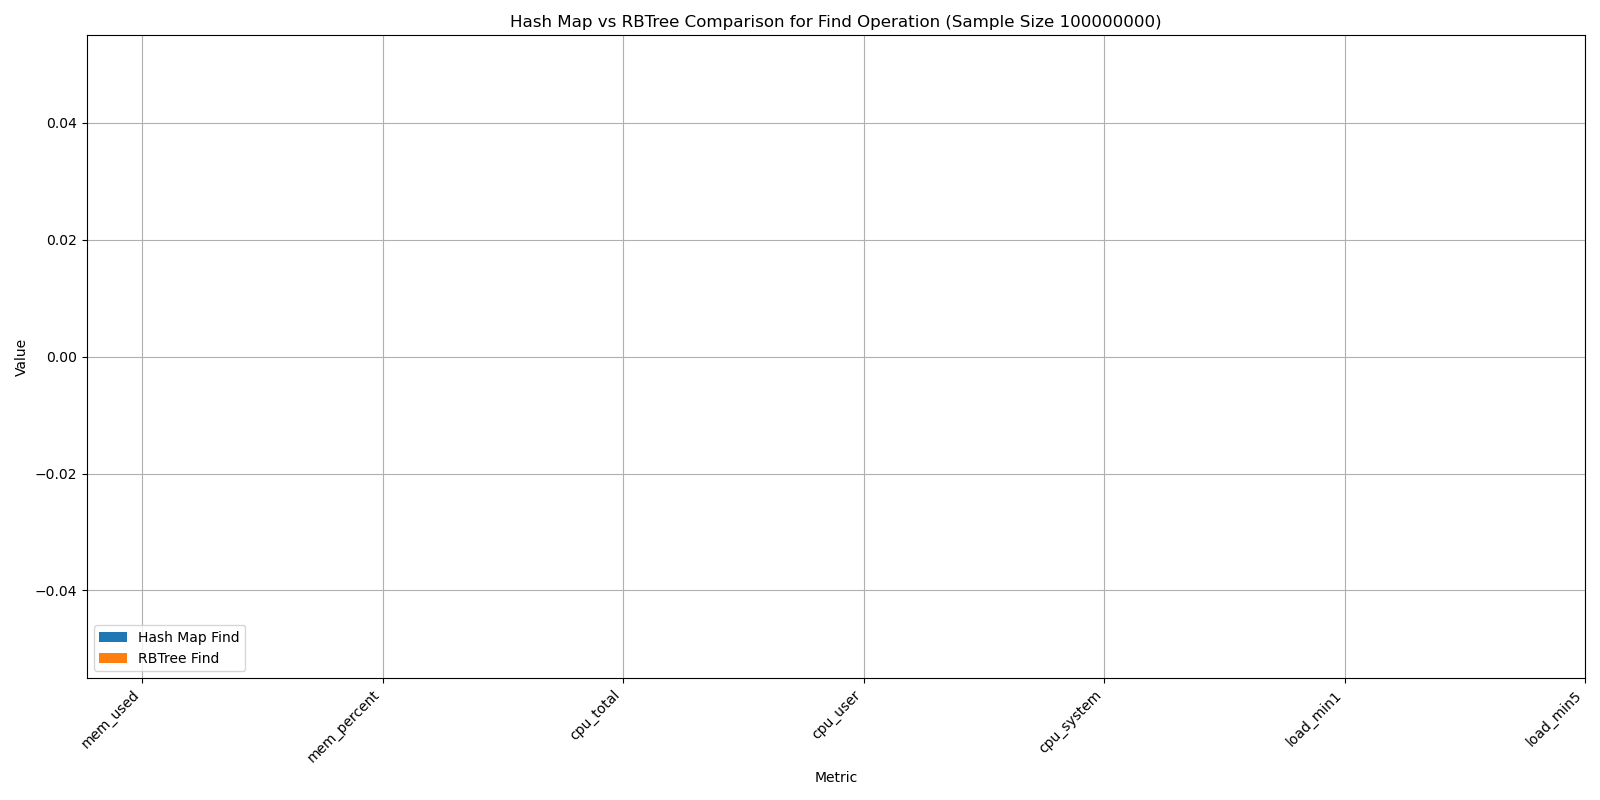 Hash Map vs RBTree Comparison for Find Operation (Sample Size 100000000)
Value
0.04
0.02
0.00
−0.02
−0.04
Hash Map Find
RBTree Find
mem_used
mem_percent
cpu_total
cpu_user
cpu_system
load_min1
load_min5
Metric